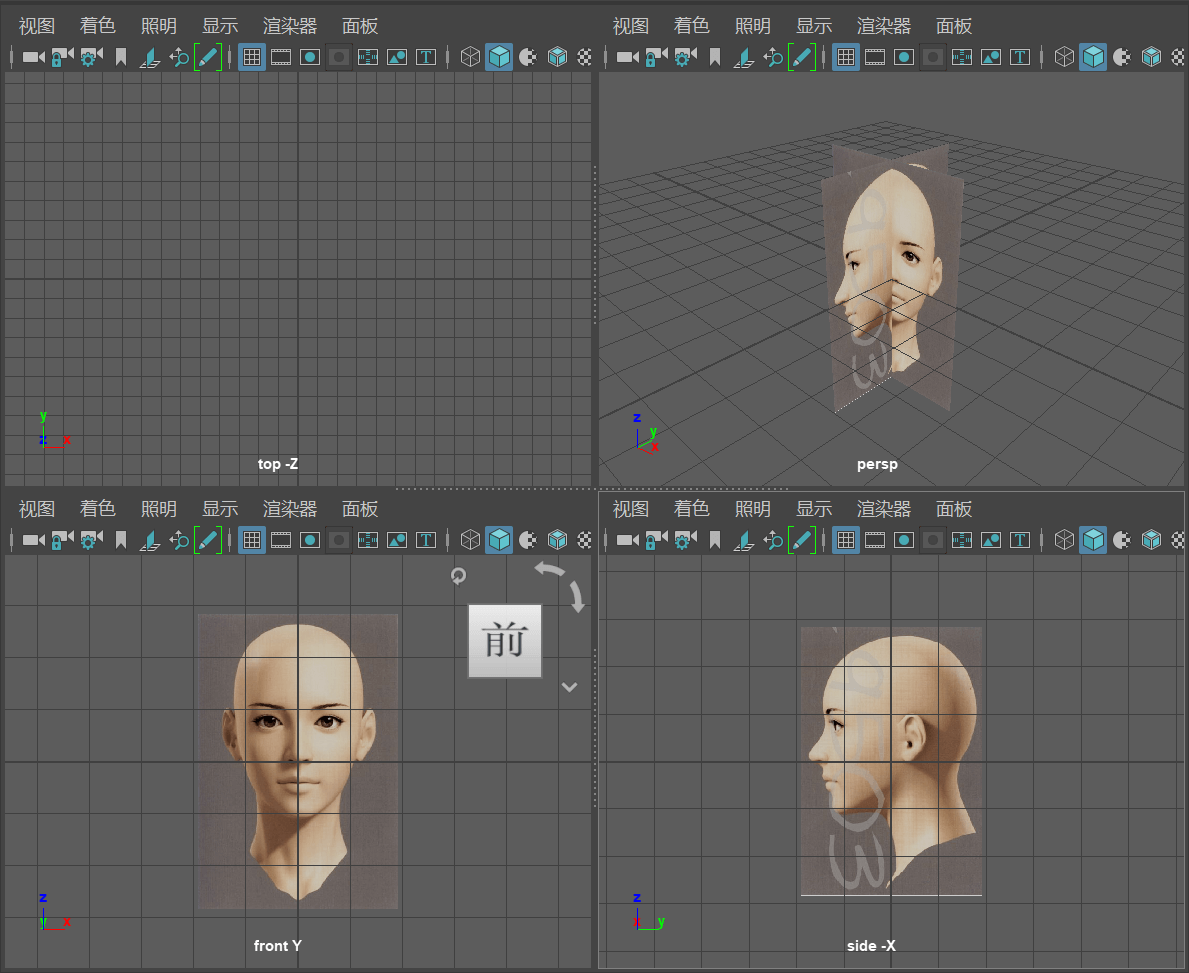 视图 着色 照明 显示 渲染器 面板
视图 着色 照明 显示 渲染器 面板
T
T
y
z x
top -Z
z
y
x
persp
视图 着色 照明 显示 渲染器 面板
视图 着色 照明 显示 渲染器 面板
T
T
前
z
y x
front Y
z
x y
side -X